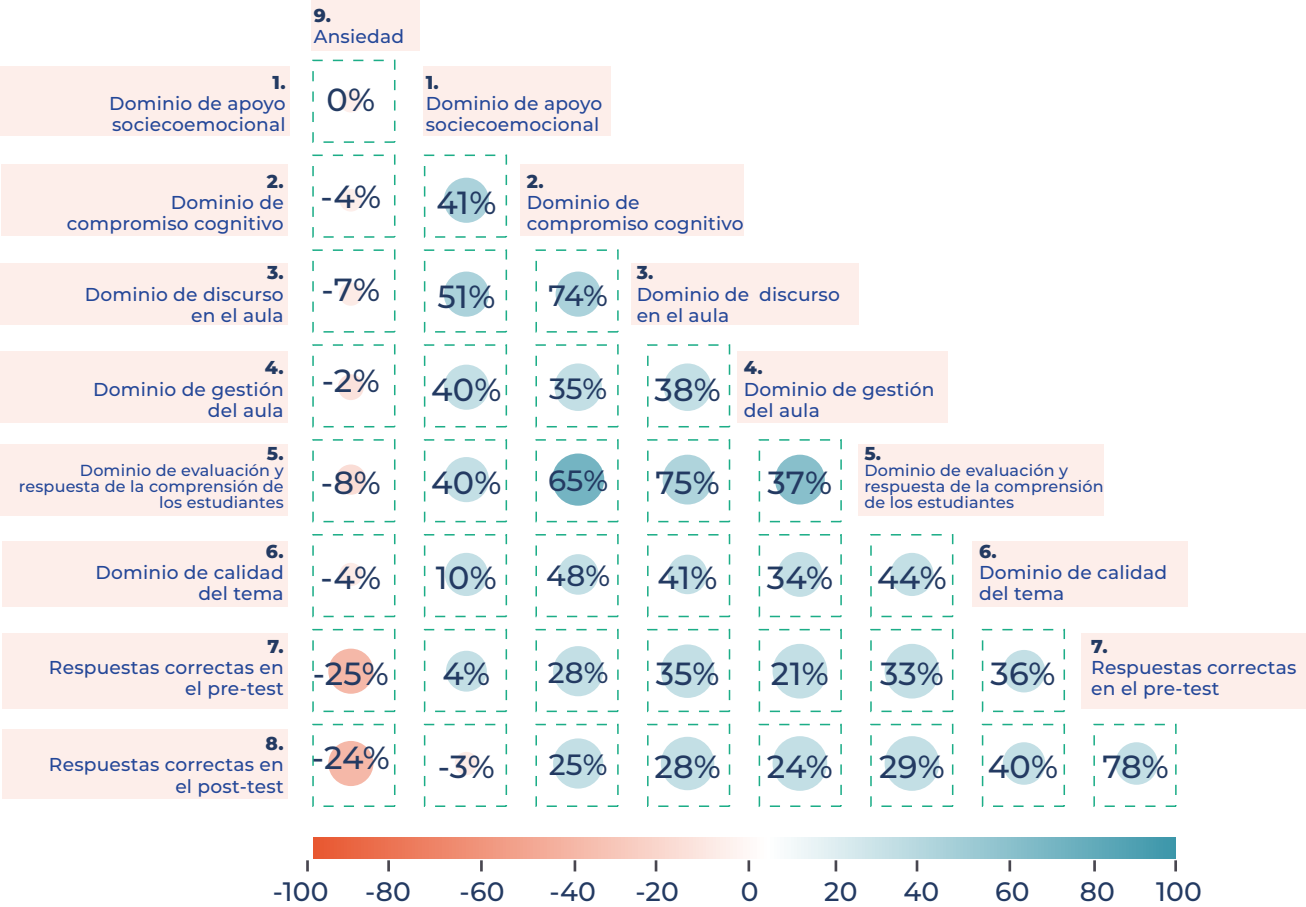 9.
Ansiedad
1.
Dominio de apoyo
sociecoemocional
0%
1.
Dominio de apoyo
sociecoemocional
2.
Dominio de
compromiso cognitivo
-4%
41%
2.
Dominio de
compromiso cognitivo
3.
Dominio de discurso
en el aula
-7%
51%
74%
3.
Dominio de discurso
en el aula
4.
Dominio de gestión
del aula
-2%
40%
35%
38%
4.
Dominio de gestión
del aula
5.
Dominio de evaluación y
respuesta de la comprensión de
los estudiantes
-8%
40%
65%
75%
37%
5.
Dominio de evaluación y
respuesta de la comprensión
de los estudiantes
6.
Dominio de calidad
del tema
-4%
10%
48%
41%
34%
44%
6.
Dominio de calidad
del tema
7.
Respuestas correctas en
el pre-test
-25%
4%
28%
35%
21%
33%
36%
7.
Respuestas correctas
en el pre-test
8.
Respuestas correctas en
el post-test
-24%
-3%
25%
28%
24%
29%
40%
78%
-100 -80 -60 -40 -20 0 20 40 60 80 100